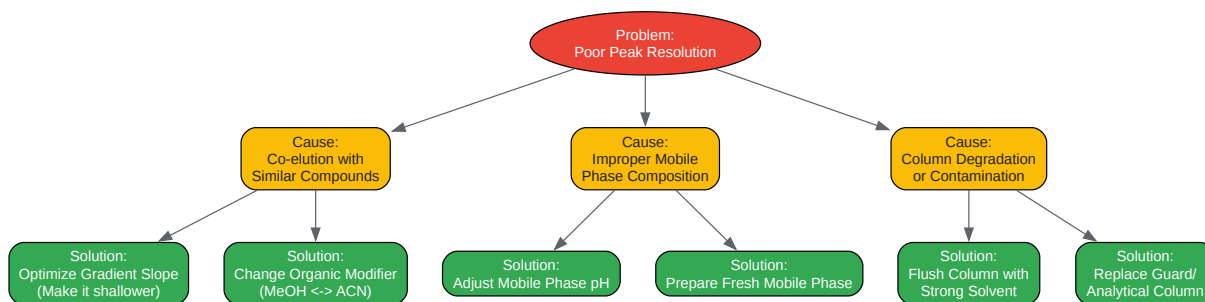 Problem:
Poor Peak Resolution
Cause:
Co-elution with
Similar Compounds
Cause:
Improper Mobile
Phase Composition
Cause:
Column Degradation
or Contamination
Solution:
Optimize Gradient Slope
(Make it shallower)
Solution:
Change Organic Modifier
(MeOH <-> ACN)
Solution:
Adjust Mobile Phase pH
Solution:
Prepare Fresh Mobile Phase
Solution:
Flush Column with
Strong Solvent
Solution:
Replace Guard/
Analytical Column